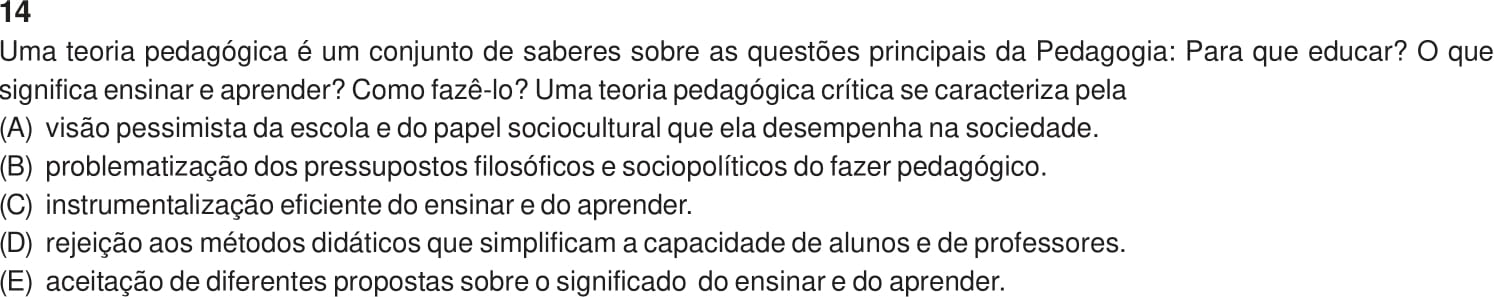 14
Uma teoria pedagógica é um conjunto de saberes sobre as questões principais da Pedagogia: Para que educar? O que
significa ensinar e aprender? Como fazê-lo? Uma teoria pedagógica crítica se caracteriza pela
(A) visão pessimista da escola e do papel sociocultural que ela desempenha na sociedade.
(B) problematização dos pressupostos filosóficos e sociopolíticos do fazer pedagógico.
(C) instrumentalização eficiente do ensinar e do aprender.
(D) rejeição aos métodos didáticos que simplificam a capacidade de alunos e de professores.
(E) aceitação de diferentes propostas sobre o significado do ensinar e do aprender.